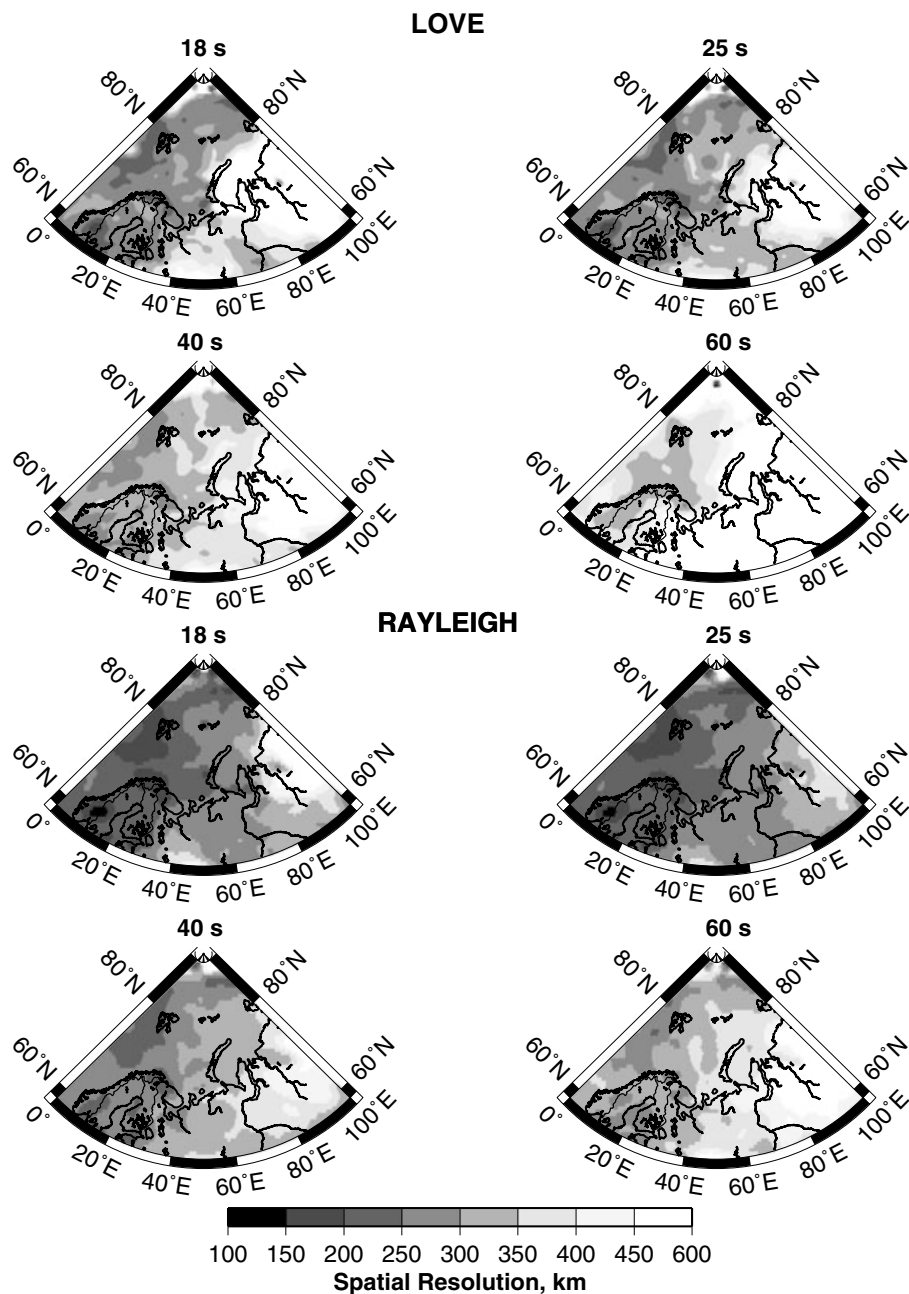 LOVE
18 s
25 s
80˚N
80˚N
80˚N
80˚N
60˚N
60˚N
60˚N
60˚N
0˚
20˚E
40˚E
60˚E
80˚E
100˚E
0˚
20˚E
40˚E
60˚E
80˚E
100˚E
40 s
60 s
80˚N
80˚N
80˚N
80˚N
60˚N
60˚N
60˚N
60˚N
0˚
20˚E
40˚E
60˚E
80˚E
100˚E
0˚
20˚E
40˚E
60˚E
80˚E
100˚E
RAYLEIGH
18 s
25 s
80˚N
80˚N
80˚N
80˚N
60˚N
60˚N
60˚N
60˚N
0˚
20˚E
40˚E
60˚E
80˚E
100˚E
0˚
20˚E
40˚E
60˚E
80˚E
100˚E
40 s
60 s
80˚N
80˚N
80˚N
80˚N
60˚N
60˚N
60˚N
60˚N
0˚
20˚E
40˚E
60˚E
80˚E
100˚E
0˚
20˚E
40˚E
60˚E
80˚E
100˚E
100 150 200 250 300 350 400 450 600
Spatial Resolution, km